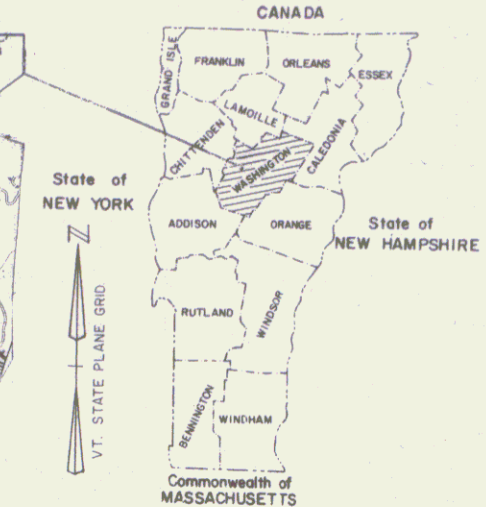 CANADA
GRAND ISLE
FRANKLIN
ORLEANS
ESSEX
LAMOILLE
CHITTENDEN
CALEDONIA
WASHINGTON
State of
NEW YORK
ADDISON
ORANGE
State of
NEW HAMPSHIRE
N
VT. STATE PLANE GRID
RUTLAND
WINDSOR
BENNINGTON
WINDHAM
Commonwealth of
MASSACHUSETTS